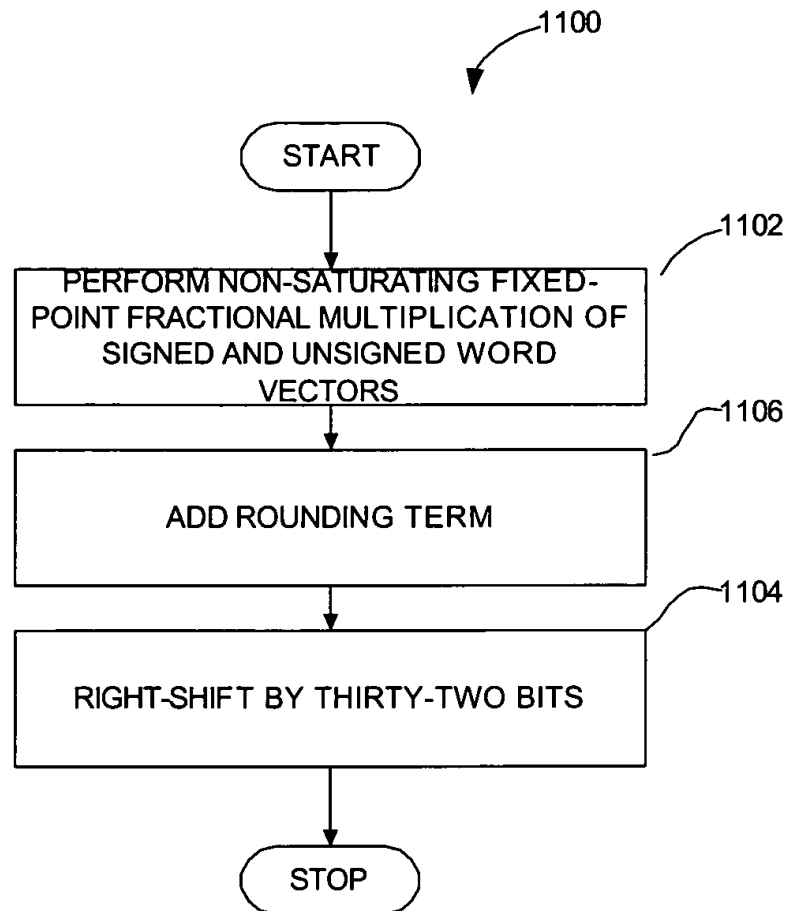 1100
START
1102
PERFORM NON-SATURATING FIXED-
POINT FRACTIONAL MULTIPLICATION OF
SIGNED AND UNSIGNED WORD
VECTORS
1106
ADD ROUNDING TERM
1104
RIGHT-SHIFT BY THIRTY-TWO BITS
STOP